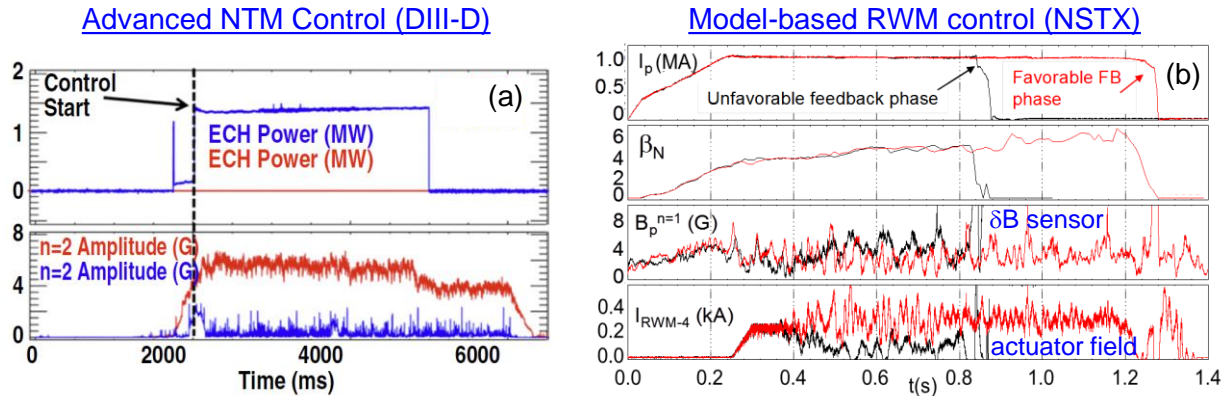 Advanced NTM Control (DIII-D)
2
1
0
Control
Start
(a)
ECH Power (MW)
ECH Power (MW)
8
4
0
n=2 Amplitude (G)
n=2 Amplitude (G)
0
2000
4000
6000
Time (ms)
Model-based RWM control (NSTX)
1.0
0.5
0.0
Ip (MA)
Unfavorable feedback phase
Favorable FB
phase
(b)
6
4
2
0
βN
8
4
0
Bp n=1 (G)
δB sensor
0.4
0.2
0.0
IRWM-4 (kA)
actuator field
0.0
0.2
0.4
0.6
0.8
1.0
1.2
1.4
t(s)